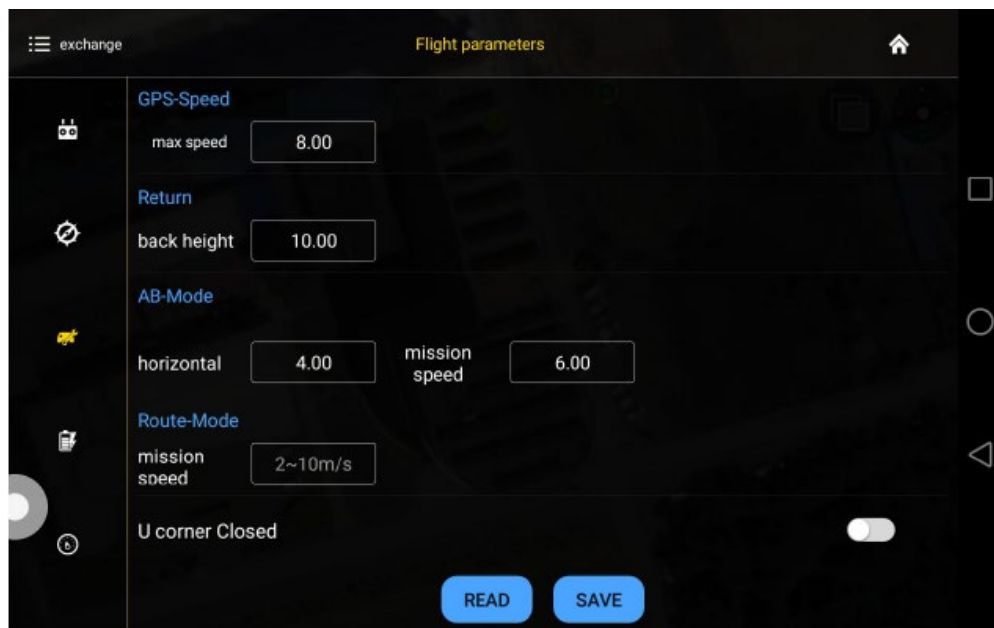 exchange Flight parameters
GPS-Speed
max speed 8.00
Return
back height 10.00
AB-Mode
horizontal 4.00 mission speed 6.00
Route-Mode
mission speed 2~10m/s
U corner Closed
READ SAVE